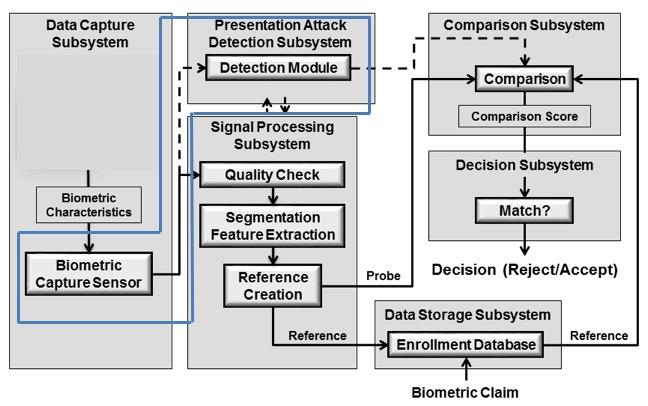 Data Capture
Subsystem
Biometric
Characteristics
Biometric
Capture Sensor
Presentation Attack
Detection Subsystem
Detection Module
Signal Processing
Subsystem
Quality Check
Segmentation
Feature Extraction
Reference
Creation
Probe
Reference
Comparison Subsystem
Comparison
Comparison Score
Decision Subsystem
Match?
Decision (Reject/Accept)
Data Storage Subsystem
Enrollment Database
Reference
Biometric Claim